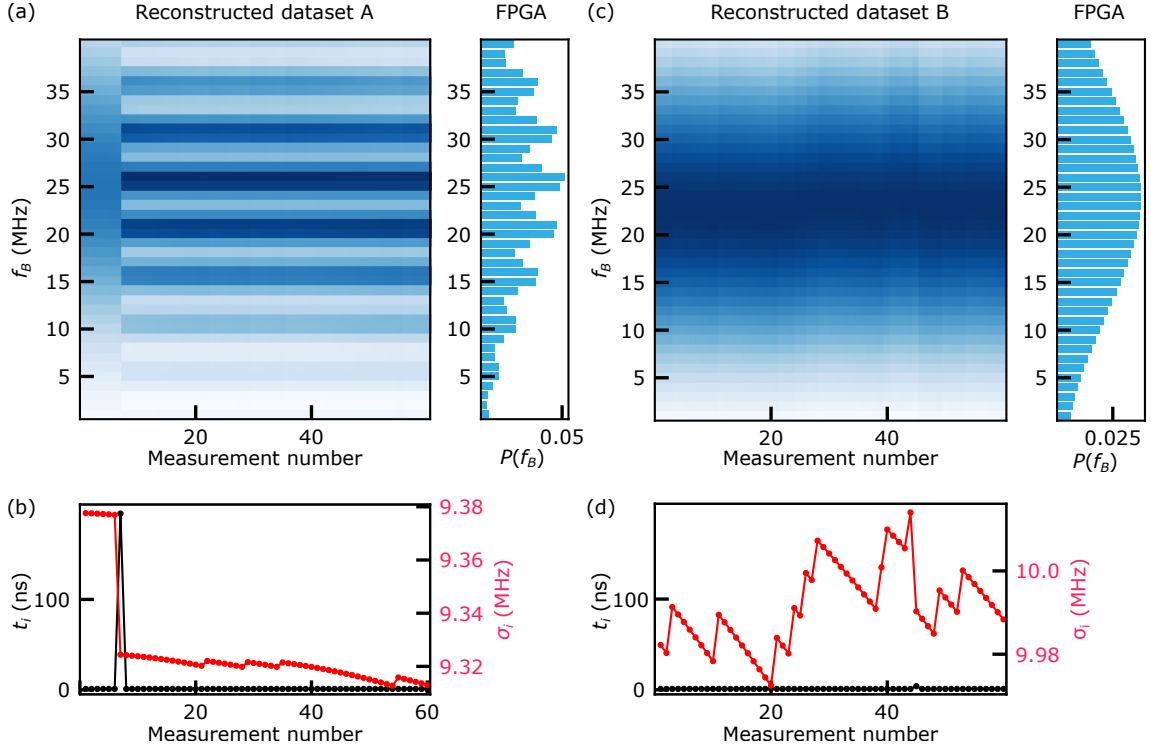 (a)
Reconstructed dataset A
FPGA
f_B (MHz)
35
30
25
20
15
10
5
20
40
Measurement number
0.05
P(f_B)
(c)
Reconstructed dataset B
FPGA
f_B (MHz)
35
30
25
20
15
10
5
20
40
Measurement number
0.025
P(f_B)
(b)
t_i (ns)
100
0
20
40
60
Measurement number
9.38
9.36
9.34
9.32
σ_i (MHz)
(d)
t_i (ns)
100
0
20
40
Measurement number
10.0
9.98
σ_i (MHz)